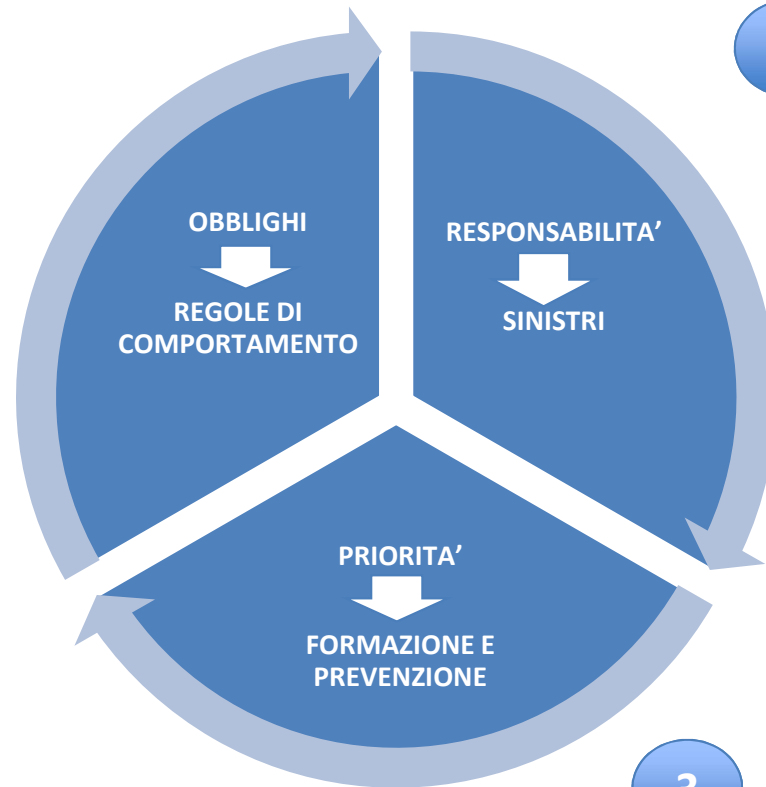 OBBLIGHI
REGOLE DI
COMPORTAMENTO
RESPONSABILITA’
SINISTRI
PRIORITA’
FORMAZIONE E
PREVENZIONE